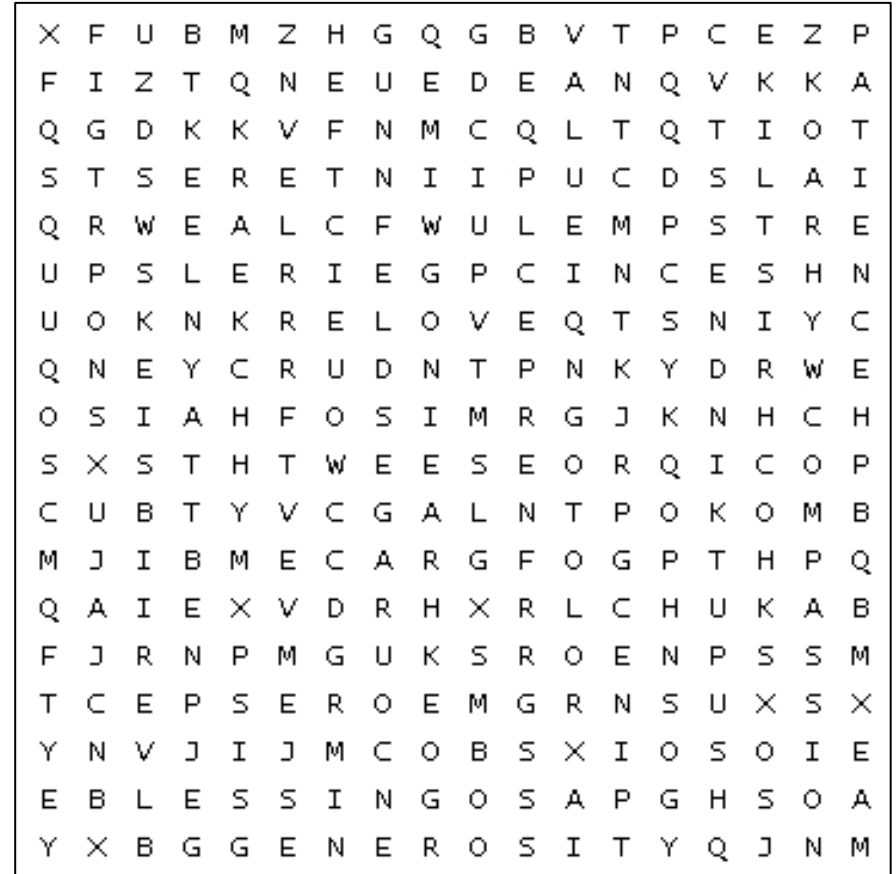 X F U B M Z H G Q G B V T P C E Z P
F I Z T Q N E U E D E A N Q V K K A
Q G D K K V F N M C Q L T Q T I O T
S T S E R E T N I I P U C D S L A I
Q R W E A L C F W U L E M P S T R E
U P S L E R I E G P C I N C E S H N
U O K N K R E L O V E Q T S N I Y C
Q N E Y C R U D N T P N K Y D R W E
O S I A H F O S I M R G J K N H C H
S X S T H T W E E S E O R Q I C O P
C U B T Y V C G A L N T P O K O M B
M J I B M E C A R G F O G P T H P Q
Q A I E X V D R H X R L C H U K A B
F J R N P M G U K S R O E N P S S M
T C E P S E R O E M G R N S U X S X
Y N V J I J M C O B S X I O S O I E
E B L E S S I N G O S A P G H S O A
Y X B G G E N E R O S I T Y Q J N M